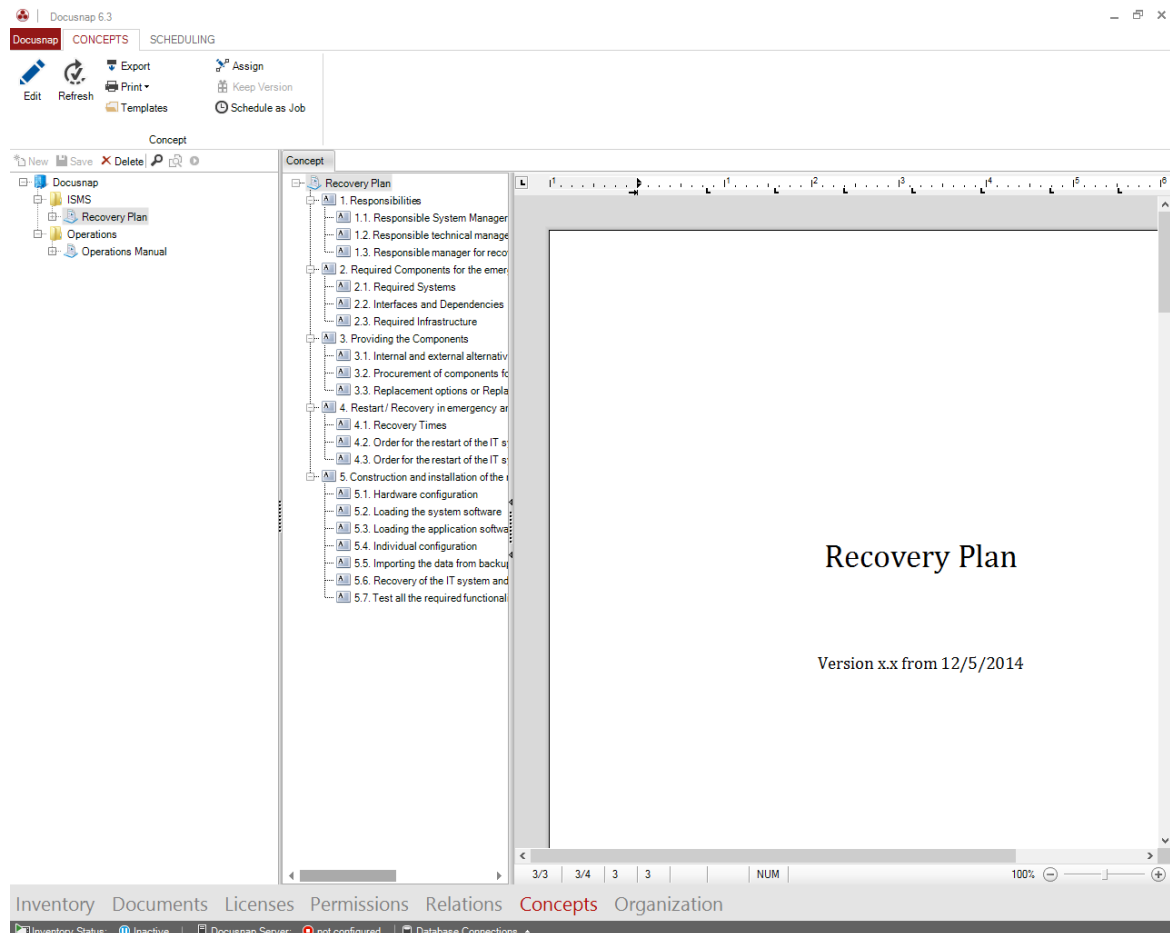 Docusnap 6.3
Docusnap CONCEPTS SCHEDULING
Edit
Refresh
Export
Print
Templates
Assign
Keep Version
Schedule as Job
Concept
New Save Delete
Docusnap
ISMS
Recovery Plan
Operations
Operations Manual
Concept
Recovery Plan
1. Responsibilities
1.1. Responsible System Manager
1.2. Responsible technical manage
1.3. Responsible manager for reco
2. Required Components for the emer
2.1. Required Systems
2.2. Interfaces and Dependencies
2.3. Required Infrastructure
3. Providing the Components
3.1. Internal and external alternativ
3.2. Procurement of components fo
3.3. Replacement options or Repla
4. Restart / Recovery in emergency an
4.1. Recovery Times
4.2. Order for the restart of the IT s
4.3. Order for the restart of the IT s
5. Construction and installation of the
5.1. Hardware configuration
5.2. Loading the system software
5.3. Loading the application softwa
5.4. Individual configuration
5.5. Importing the data from backup
5.6. Recovery of the IT system and
5.7. Test all the required functional
L 1 1 2 3 4 5 6
Recovery Plan
Version x.x from 12/5/2014
3/3 3/4 3 3 NUM 100%
Inventory Documents Licenses Permissions Relations Concepts Organization
Inventory Status: Inactive Docusnap Server: not configured Database Connections